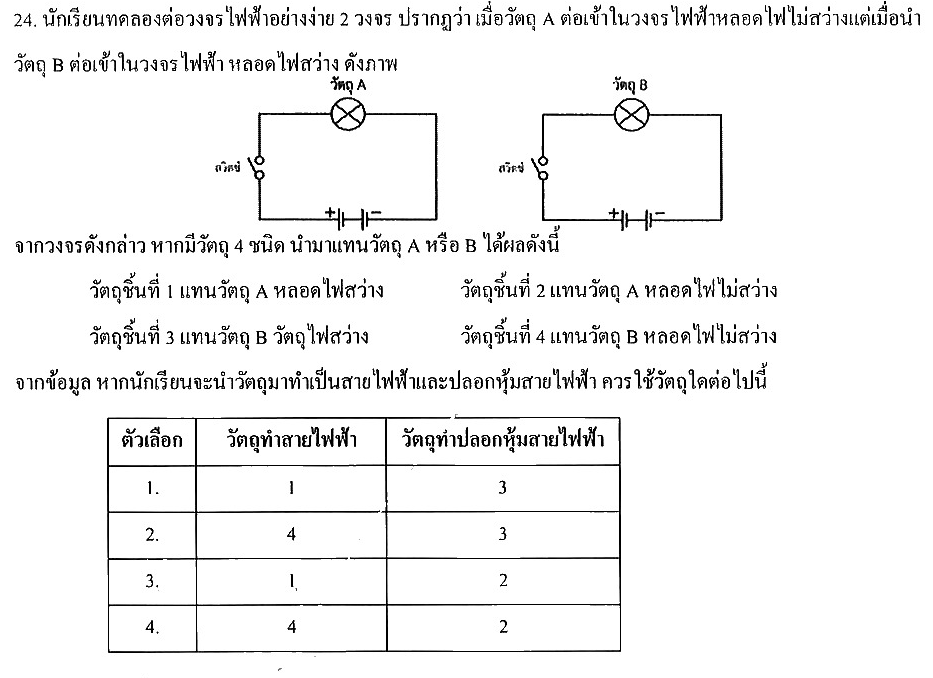 24. นักเรียนทดลองต่อวงจรไฟฟ้าอย่างง่าย 2 วงจร ปรากฏว่า เมื่อวัตถุ A ต่อเข้าในวงจรไฟฟ้าหลอดไฟไม่สว่างแต่เมื่อนำ
วัตถุ B ต่อเข้าในวงจรไฟฟ้า หลอดไฟสว่าง ดังภาพ
วัตถุ A วัตถุ B
สวิตช์ สวิตช์
+ − + −
จากวงจรดังกล่าว หากมีวัตถุ 4 ชนิด นำมาแทนวัตถุ A หรือ B ได้ผลดังนี้
วัตถุชิ้นที่ 1 แทนวัตถุ A หลอดไฟสว่าง วัตถุชิ้นที่ 2 แทนวัตถุ A หลอดไฟไม่สว่าง
วัตถุชิ้นที่ 3 แทนวัตถุ B วัตถุไฟสว่าง วัตถุชิ้นที่ 4 แทนวัตถุ B หลอดไฟไม่สว่าง
จากข้อมูล หากนักเรียนจะนำวัตถุมาทำเป็นสายไฟฟ้าและปลอกหุ้มสายไฟฟ้า ควรใช้วัตถุใดต่อไปนี้
ตัวเลือก วัตถุทำสายไฟฟ้า วัตถุทำปลอกหุ้มสายไฟฟ้า
1. 1 3
2. 4 3
3. 1 2
4. 4 2